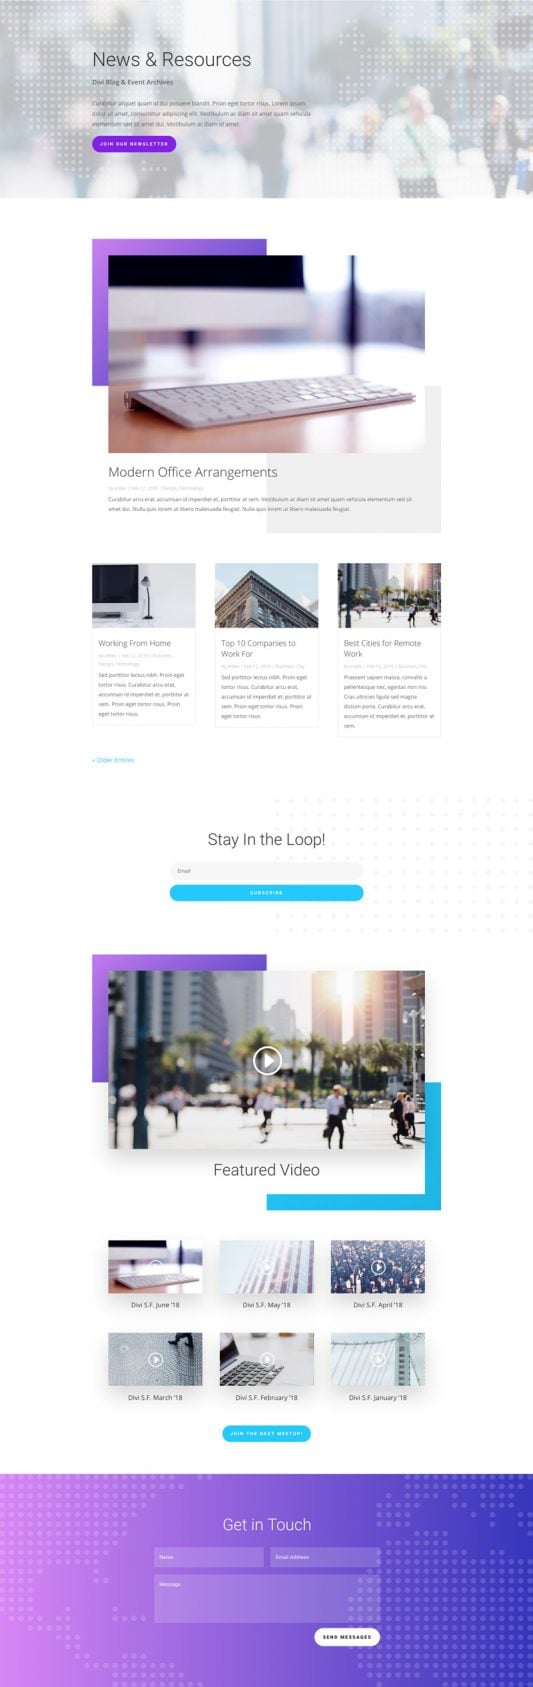 News & Resources
Divi Blog & Event Archives
Curabitur aliquet quam id dui posuere blandit. Proin eget tortor risus. Lorem ipsum
dolor sit amet, consectetur adipiscing elit. Vestibulum ac diam sit amet quam vehicula
elementum sed sit amet dui. Vestibulum ac diam sit amet
JOIN OUR NEWSLETTER
Modern Office Arrangements
by | Feb 12, 2018 | Design, Technology
Curabitur arcu erat, accumsan id imperdiet et, porttitor at sem. Vestibulum ac diam sit amet quam vehicula elementum sed sit
amet dui. Nulla quis lorem ut libero malesuada feugiat. Nulla quis lorem ut libero malesuada feugiat.
Working From Home
by | Feb 12, 2018 | Business,
Design, Technology
Sed porttitor lectus nibh. Proin eget
tortor risus. Curabitur arcu erat,
accumsan id imperdiet et, porttitor at
sem. Proin eget tortor risus. Proin
eget tortor risus.
Top 10 Companies to
Work For
by | Feb 12, 2018 | Business, City
Sed porttitor lectus nibh. Proin eget
tortor risus. Curabitur arcu erat,
accumsan id imperdiet et, porttitor at
sem. Proin eget tortor risus. Proin
eget tortor risus.
Best Cities for Remote
Work
by | Feb 12, 2018 | Business, City
Praesent sapien massa, convallis a
pellentesque nec, egestas non nisi.
Cras ultricies ligula sed magna
dictum porta. Curabitur arcu erat,
accumsan id imperdiet et, porttitor at
sem.
« Older Entries
Stay In the Loop!
Email
SUBSCRIBE
Featured Video
Divi S.F. June '18
Divi S.F. May '18
Divi S.F. April '18
Divi S.F. March '18
Divi S.F. February '18
Divi S.F. January '18
JOIN THE NEXT MEETUP!
Get in Touch
Name
Email Address
Message
SEND MESSAGES